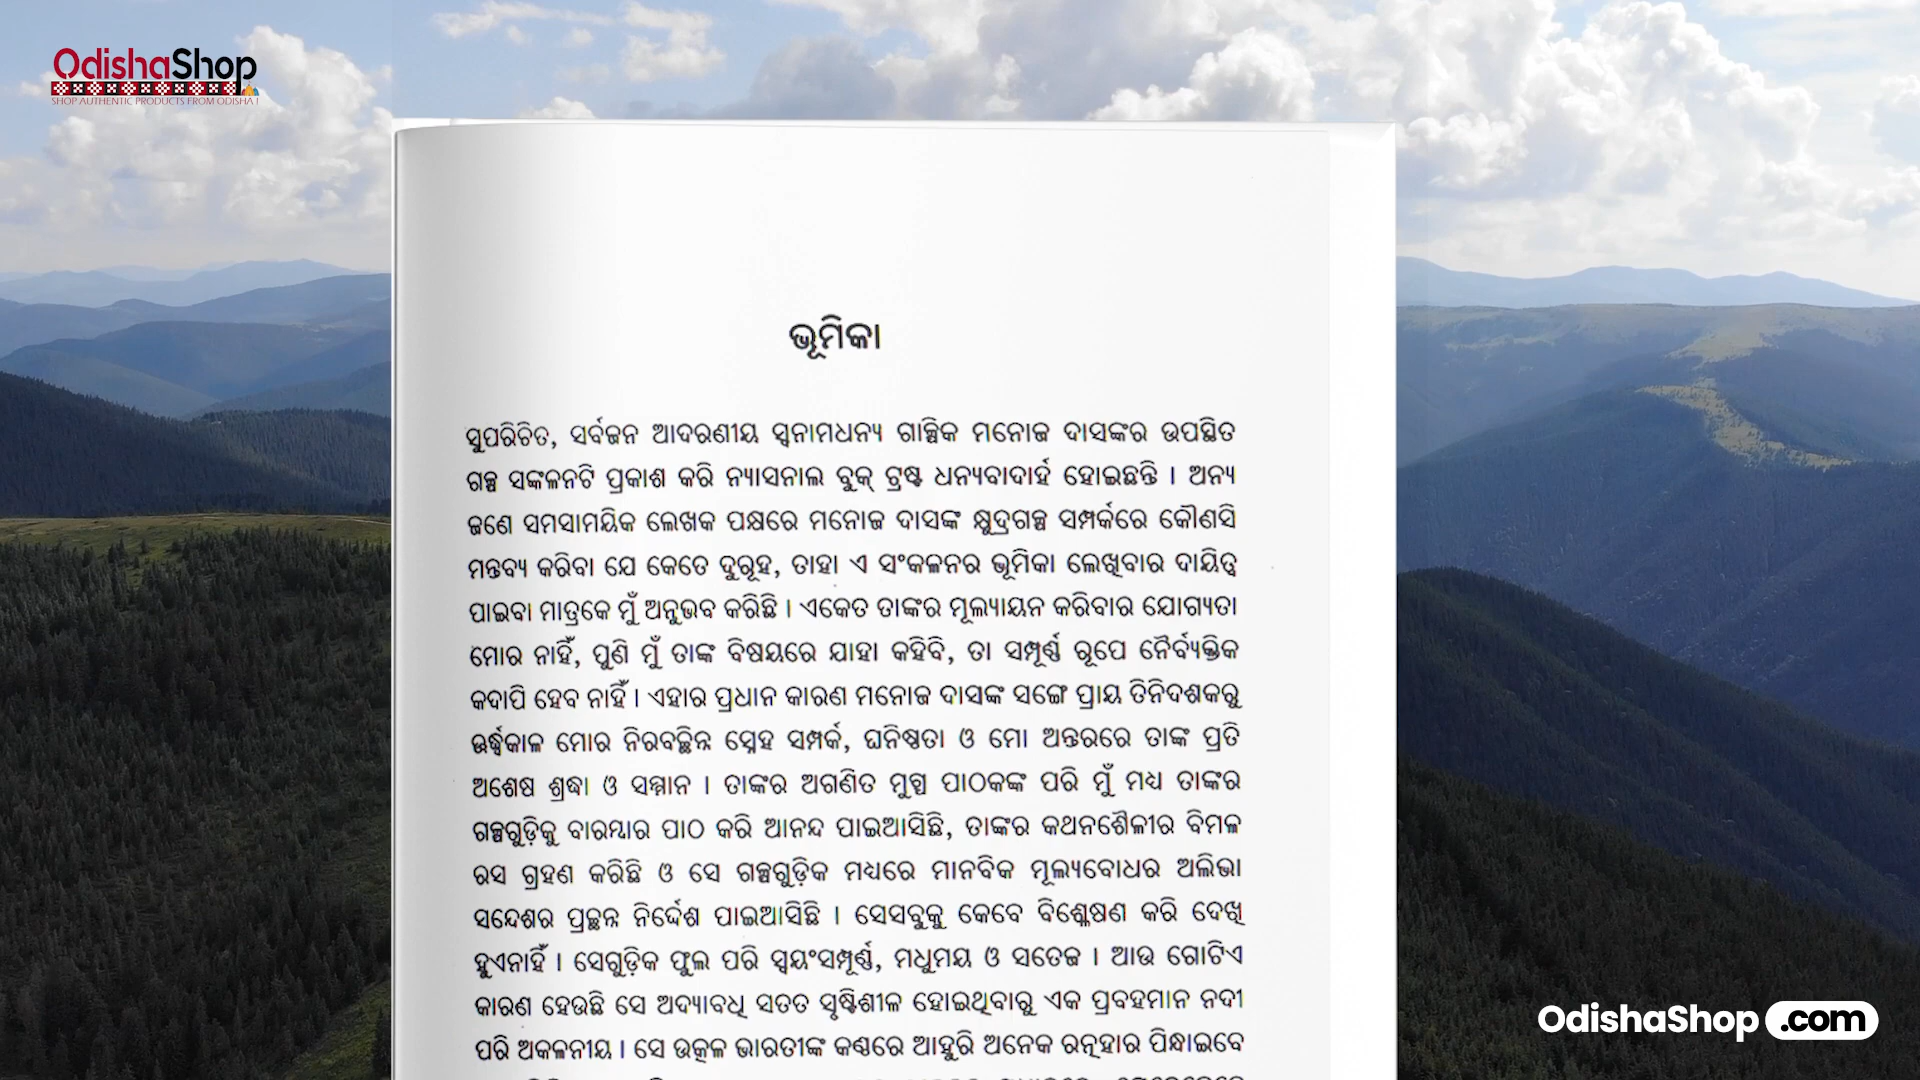 OdishaShop
SHOP AUTHENTIC PRODUCTS FROM ODISHA !
ଭୂମିକା
ସୁପରିଚିତ, ସର୍ବଜନ ଆଦରଣୀୟ ସ୍ଵନାମଧନ୍ୟ ଗାଳ୍ପିକ ମନୋଜ ଦାସଙ୍କର ଉପସ୍ଥିତ
ଗଳ୍ପ ସଙ୍କଳନଟି ପ୍ରକାଶ କରି ନ୍ୟାସନାଲ ବୁକ୍ ଟ୍ରଷ୍ଟ ଧନ୍ୟବାଦାର୍ହ ହୋଇଛନ୍ତି । ଅନ୍ୟ
ଜଣେ ସମସାମୟିକ ଲେଖକ ପକ୍ଷରେ ମନୋଜ ଦାସଙ୍କ କ୍ଷୁଦ୍ରଗଳ୍ପ ସମ୍ପର୍କରେ କୌଣସି
ମନ୍ତବ୍ୟ କରିବା ଯେ କେତେ ଦୁରୂହ, ତାହା ଏ ସଂକଳନର ଭୂମିକା ଲେଖିବାର ଦାୟିତ୍ଵ
ପାଇବା ମାତ୍ରକେ ମୁଁ ଅନୁଭବ କରିଛି । ଏକେତ ତାଙ୍କର ମୂଲ୍ୟାୟନ କରିବାର ଯୋଗ୍ୟତା
ମୋର ନାହିଁ, ପୁଣି ମୁଁ ତାଙ୍କ ବିଷୟରେ ଯାହା କହିବି, ତା ସମ୍ପୂର୍ଣ୍ଣ ରୂପେ ନୈର୍ବ୍ୟକ୍ତିକ
କଦାପି ହେବ ନାହିଁ । ଏହାର ପ୍ରଧାନ କାରଣ ମନୋଜ ଦାସଙ୍କ ସଙ୍ଗେ ପ୍ରାୟ ତିନିଦଶକରୁ
ଊର୍ଦ୍ଧ୍ୱକାଳ ମୋର ନିରବଚ୍ଛିନ୍ନ ସ୍ନେହ ସମ୍ପର୍କ, ଘନିଷ୍ଠତା ଓ ମୋ ଅନ୍ତରରେ ତାଙ୍କ ପ୍ରତି
ଅଶେଷ ଶ୍ରଦ୍ଧା ଓ ସମ୍ମାନ । ତାଙ୍କର ଅଗଣିତ ମୁଗ୍ଧ ପାଠକଙ୍କ ପରି ମୁଁ ମଧ୍ୟ ତାଙ୍କର
ଗଳ୍ପଗୁଡ଼ିକୁ ବାରମ୍ବାର ପାଠ କରି ଆନନ୍ଦ ପାଇଆସିଛି, ତାଙ୍କର କଥନଶୈଳୀର ବିମଳ
ରସ ଗ୍ରହଣ କରିଛି ଓ ସେ ଗଳ୍ପଗୁଡ଼ିକ ମଧ୍ୟରେ ମାନବିକ ମୂଲ୍ୟବୋଧର ଅଲିଭା
ସନ୍ଦେଶର ପ୍ରଚ୍ଛନ୍ନ ନିର୍ଦ୍ଦେଶ ପାଇଆସିଛି । ସେସବୁକୁ କେବେ ବିଶ୍ଳେଷଣ କରି ଦେଖି
ହୁଏନାହିଁ । ସେଗୁଡ଼ିକ ଫୁଲ ପରି ସ୍ଵୟଂସମ୍ପୂର୍ଣ୍ଣ, ମଧୁମୟ ଓ ସତେଜ । ଆଉ ଗୋଟିଏ
କାରଣ ହେଉଛି ସେ ଅଦ୍ୟାବଧି ସତତ ସୃଷ୍ଟିଶୀଳ ହୋଇଥିବାରୁ ଏକ ପ୍ରବହମାନ ନଦୀ
ପରି ଅକଳନୀୟ । ସେ ଉତ୍କଳ ଭାରତୀଙ୍କ କଣ୍ଠରେ ଆହୁରି ଅନେକ ରତ୍ନହାର ପିନ୍ଧାଇବେ
OdishaShop .com